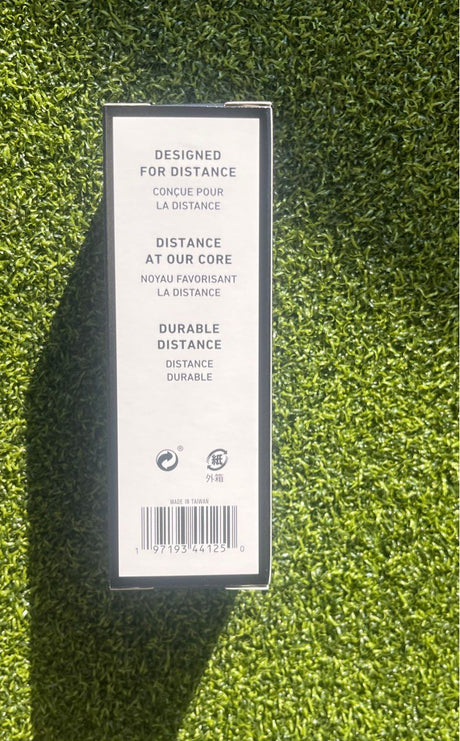 DESIGNED
FOR DISTANCE
CONÇUE POUR
LA DISTANCE
DISTANCE
AT OUR CORE
NOYAU FAVORISANT
LA DISTANCE
DURABLE
DISTANCE
DISTANCE
DURABLE
®
紙
外箱
MADE IN TAIWAN
1 97193 44125 0